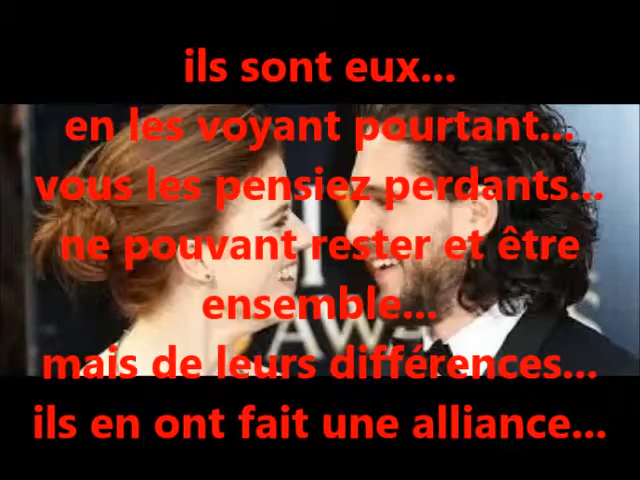 ils sont eux...
en les voyant pourtant...
vous les pensiez perdants...
ne pouvant rester et être
ensemble...
mais de leurs différences...
ils en ont fait une alliance...
AWA